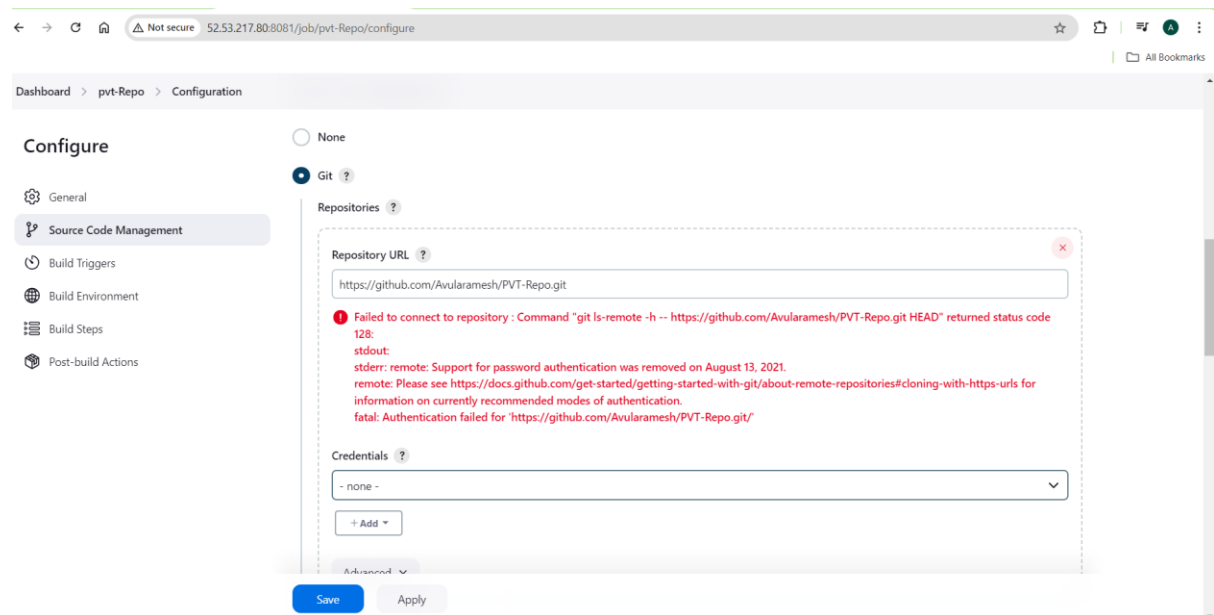 Not secure 52.53.217.80:8081/job/pvt-Repo/configure
A
All Bookmarks
Dashboard > pvt-Repo > Configuration
Configure
General
Source Code Management
Build Triggers
Build Environment
Build Steps
Post-build Actions
None
Git ?
Repositories ?
Repository URL ?
https://github.com/Avularamesh/PVT-Repo.git
Failed to connect to repository : Command "git ls-remote -h -- https://github.com/Avularamesh/PVT-Repo.git HEAD" returned status code
128:
stdout:
stderr: remote: Support for password authentication was removed on August 13, 2021.
remote: Please see https://docs.github.com/get-started/getting-started-with-git/about-remote-repositories#cloning-with-https-urls for
information on currently recommended modes of authentication.
fatal: Authentication failed for 'https://github.com/Avularamesh/PVT-Repo.git/'
Credentials ?
- none -
+ Add
Advanced
Save Apply